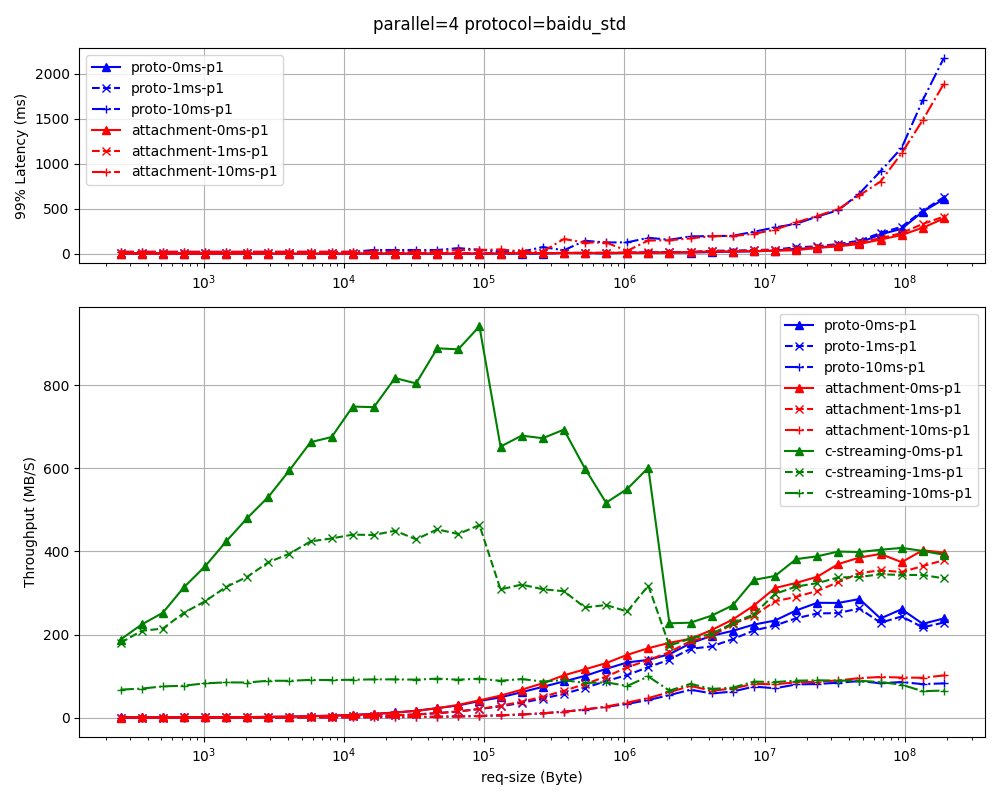 parallel=4 protocol=baidu_std
99% Latency (ms)
2000
1500
1000
500
0
proto-0ms-p1
proto-1ms-p1
proto-10ms-p1
attachment-0ms-p1
attachment-1ms-p1
attachment-10ms-p1
10³ 10⁴ 10⁵ 10⁶ 10⁷ 10⁸
Throughput (MB/S)
800
600
400
200
0
proto-0ms-p1
proto-1ms-p1
proto-10ms-p1
attachment-0ms-p1
attachment-1ms-p1
attachment-10ms-p1
c-streaming-0ms-p1
c-streaming-1ms-p1
c-streaming-10ms-p1
10³ 10⁴ 10⁵ 10⁶ 10⁷ 10⁸
req-size (Byte)